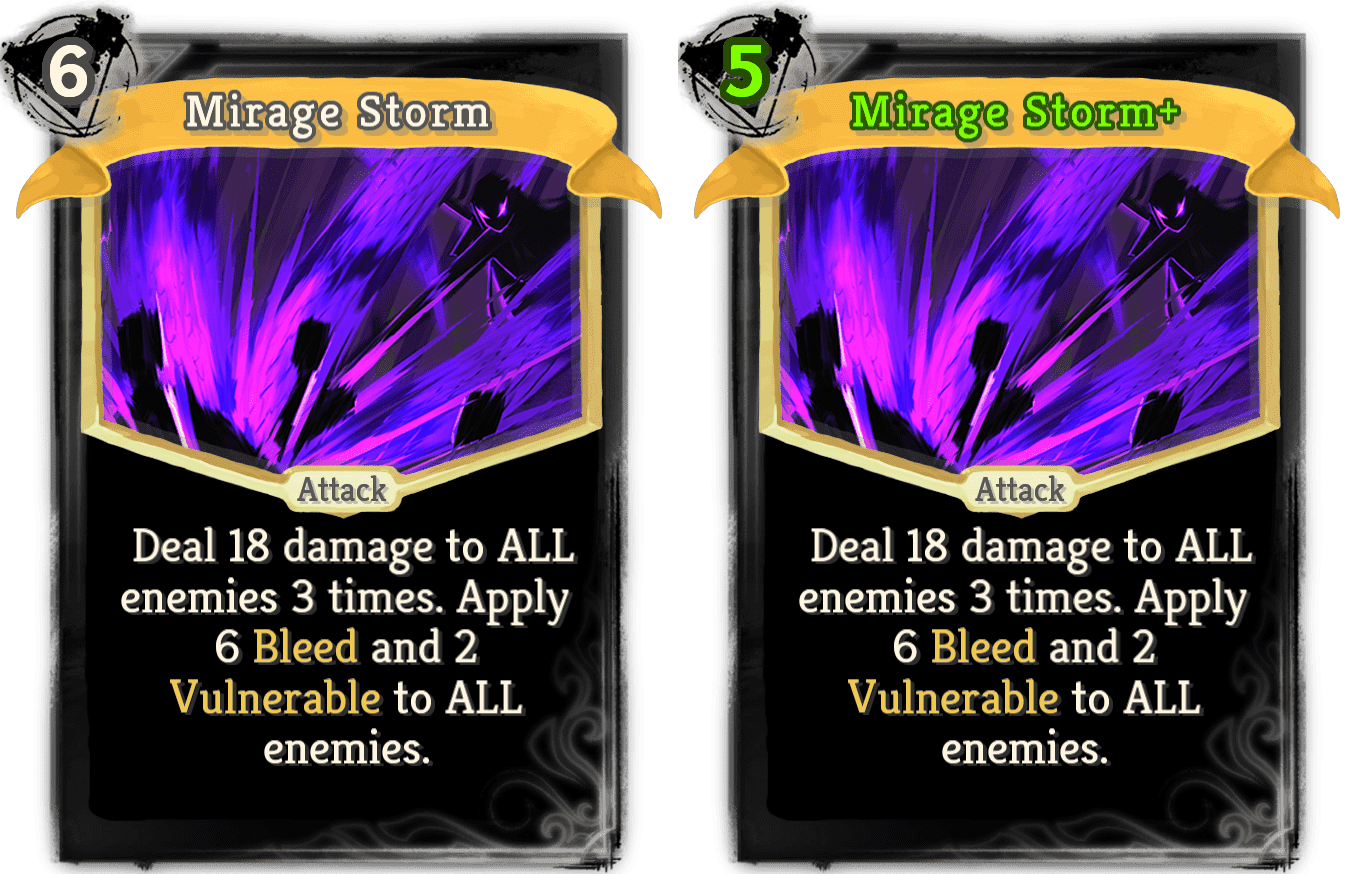 6
Mirage Storm
Attack
Deal 18 damage to ALL
enemies 3 times. Apply
6 Bleed and 2
Vulnerable to ALL
enemies.
5
Mirage Storm+
Attack
Deal 18 damage to ALL
enemies 3 times. Apply
6 Bleed and 2
Vulnerable to ALL
enemies.